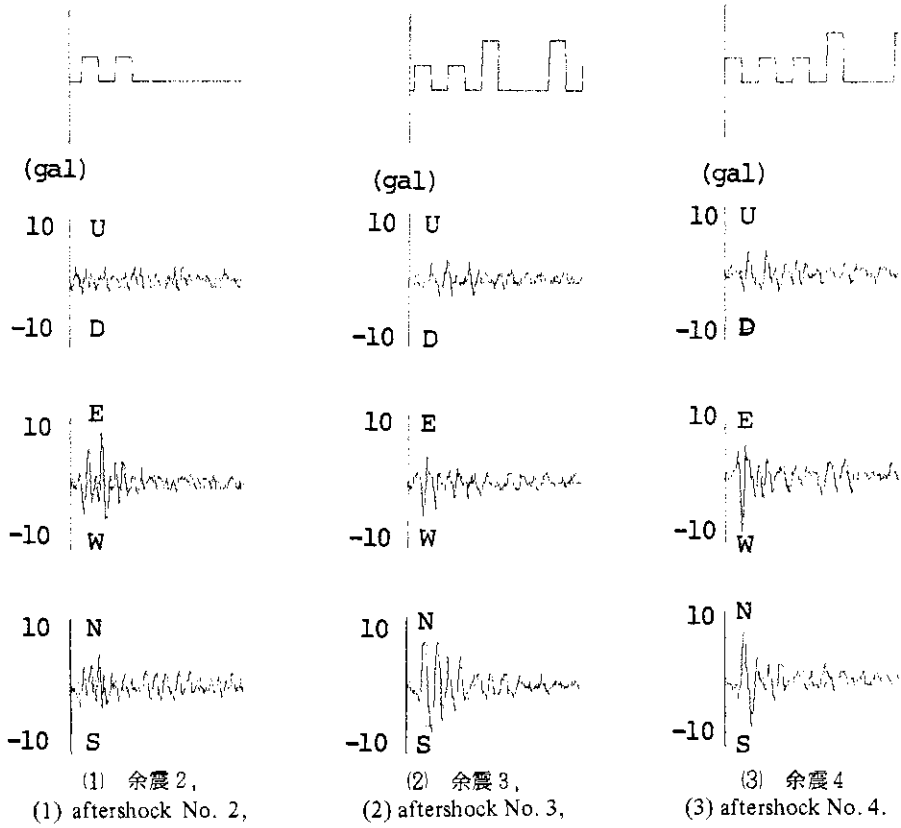 (gal) (gal) (gal)
10 U 10 U 10 U
-10 D -10 D -10 D
10 E 10 E 10 E
-10 W -10 W -10 W
10 N 10 N 10 N
-10 S -10 S -10 S
(1) 余震2, (2) 余震3, (3) 余震4
(1) aftershock No. 2, (2) aftershock No. 3, (3) aftershock No. 4.